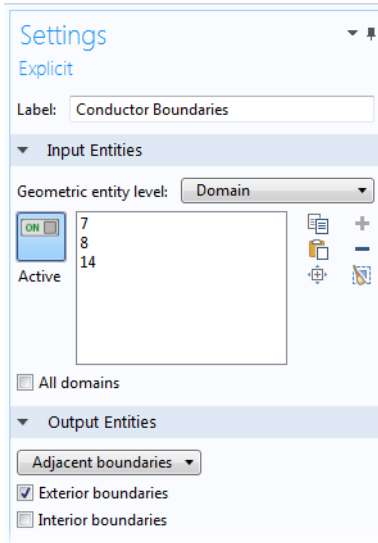 Settings
Explicit
Label: Conductor Boundaries
Input Entities
Geometric entity level: Domain
ON
7
8
14
Active
All domains
Output Entities
Adjacent boundaries
Exterior boundaries
Interior boundaries